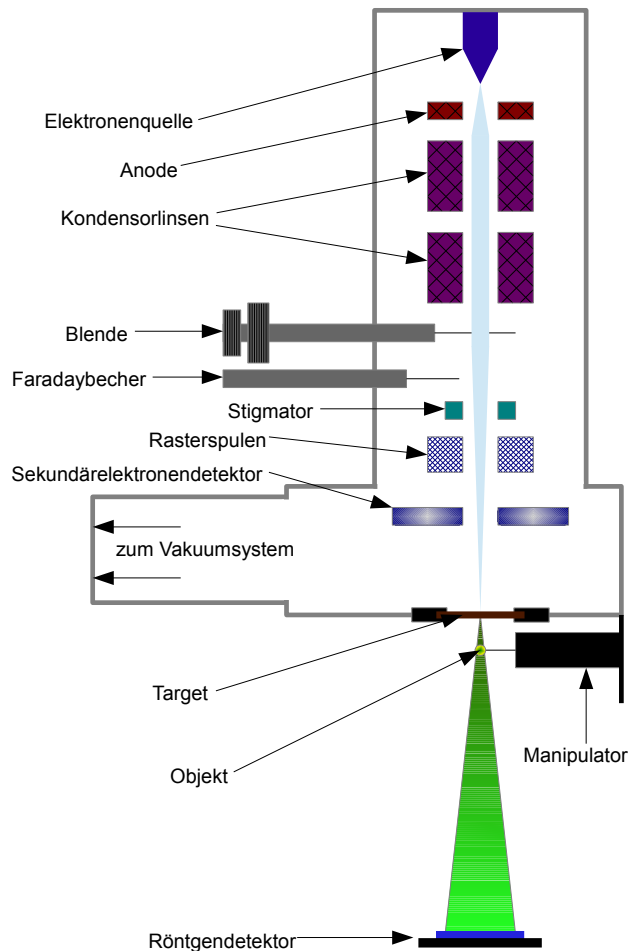 Elektronenquelle
Anode
Kondensorlinsen
Blende
Faradaybecher
Stigmator
Rasterspulen
Sekundärelektronendetektor
zum Vakuumsystem
Target
Manipulator
Objekt
Röntgendetektor